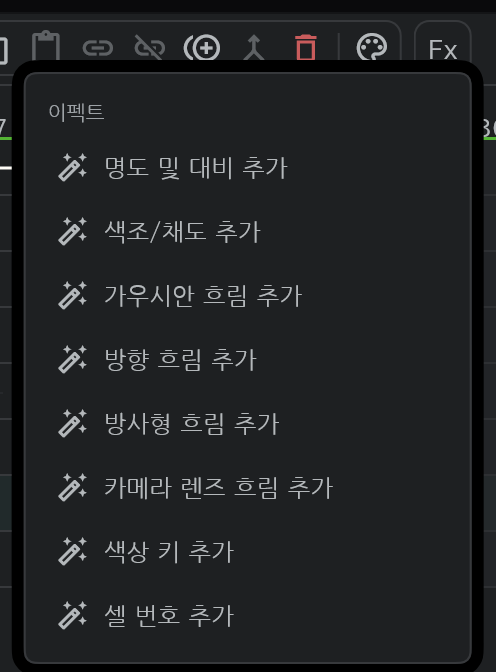 Fx
이펙트
명도 및 대비 추가
색조/채도 추가
가우시안 흐림 추가
방향 흐림 추가
방사형 흐림 추가
카메라 렌즈 흐림 추가
색상 키 추가
셀 번호 추가